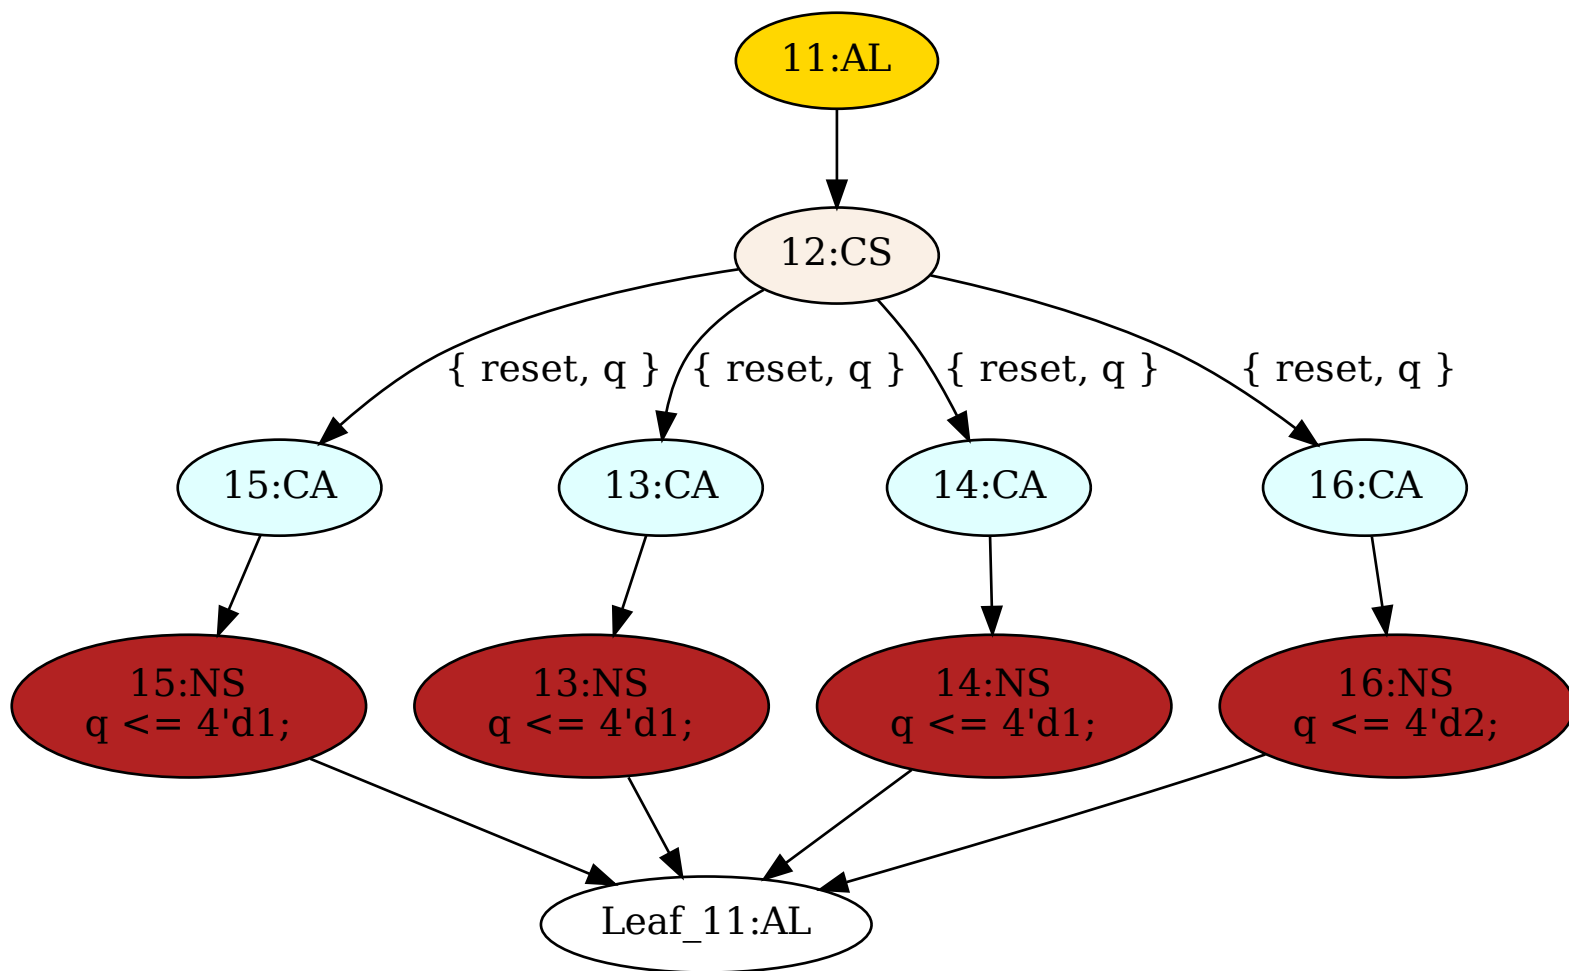 11:AL
12:CS
{ reset, q }
{ reset, q }
{ reset, q }
{ reset, q }
15:CA
13:CA
14:CA
16:CA
15:NS
q <= 4'd1;
13:NS
q <= 4'd1;
14:NS
q <= 4'd1;
16:NS
q <= 4'd2;
Leaf_11:AL